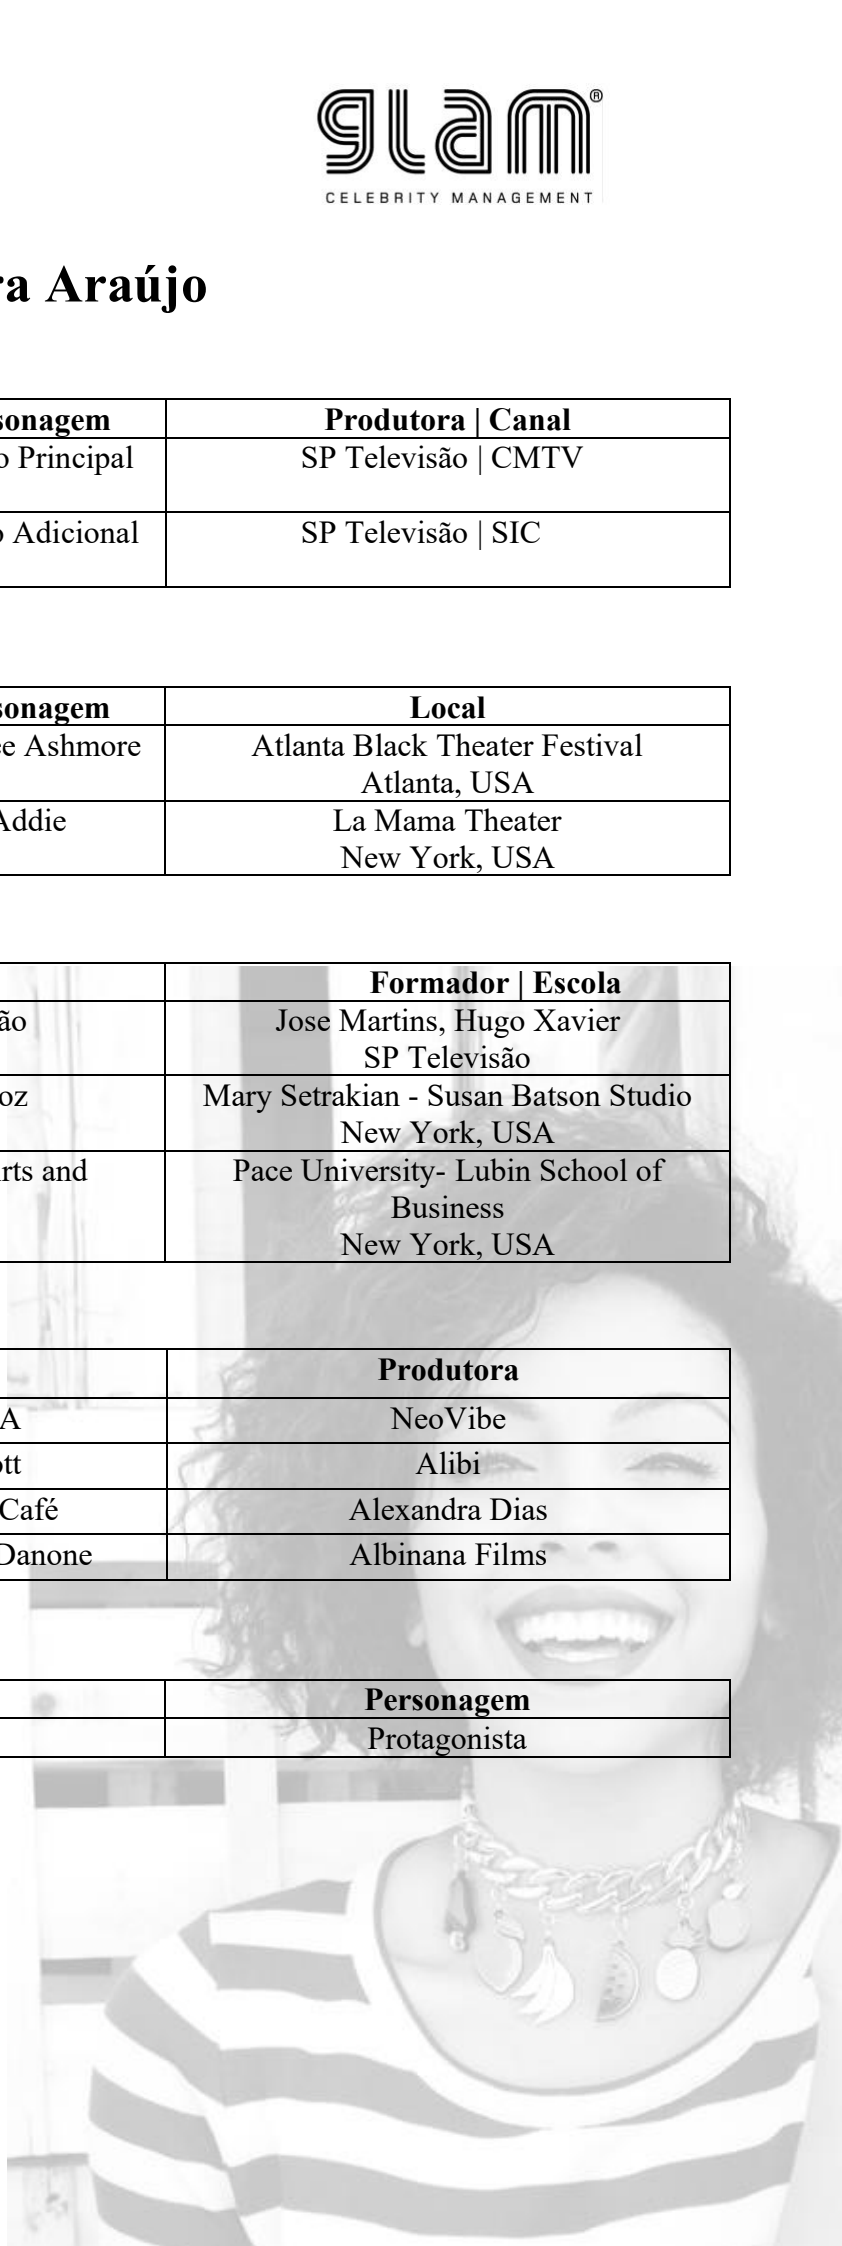 glam®
CELEBRITY MANAGEMENT
ra Araújo
sonagem Produtora | Canal
o Principal SP Televisão | CMTV
o Adicional SP Televisão | SIC
sonagem Local
ee Ashmore Atlanta Black Theater Festival
Atlanta, USA
Addie La Mama Theater
New York, USA
Formador | Escola
ão Jose Martins, Hugo Xavier
SP Televisão
oz Mary Setrakian - Susan Batson Studio
New York, USA
rts and Pace University- Lubin School of
Business
New York, USA
Produtora
A NeoVibe
ott Alibi
Café Alexandra Dias
Danone Albinana Films
Personagem
Protagonista